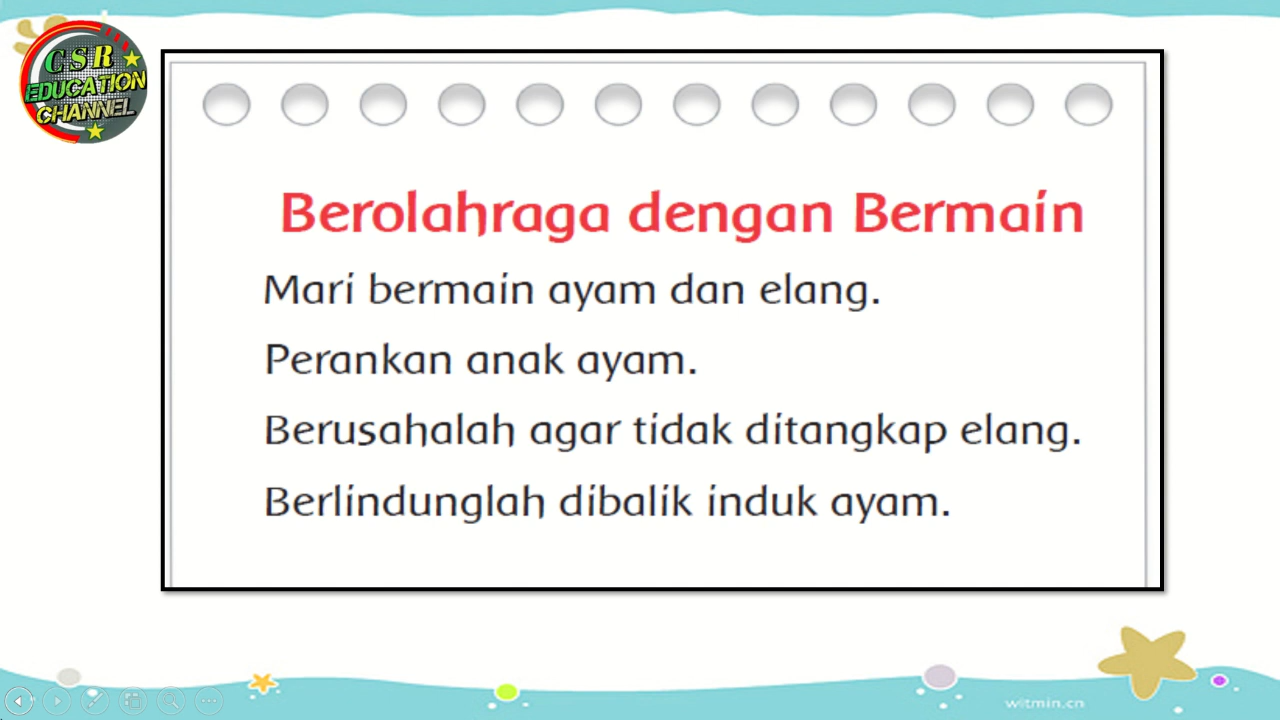 CSR
EDUCATION
CHANNEL
Berolahraga dengan Bermain
Mari bermain ayam dan elang.
Perankan anak ayam.
Berusahalah agar tidak ditangkap elang.
Berlindunglah dibalik induk ayam.
witmin.cn